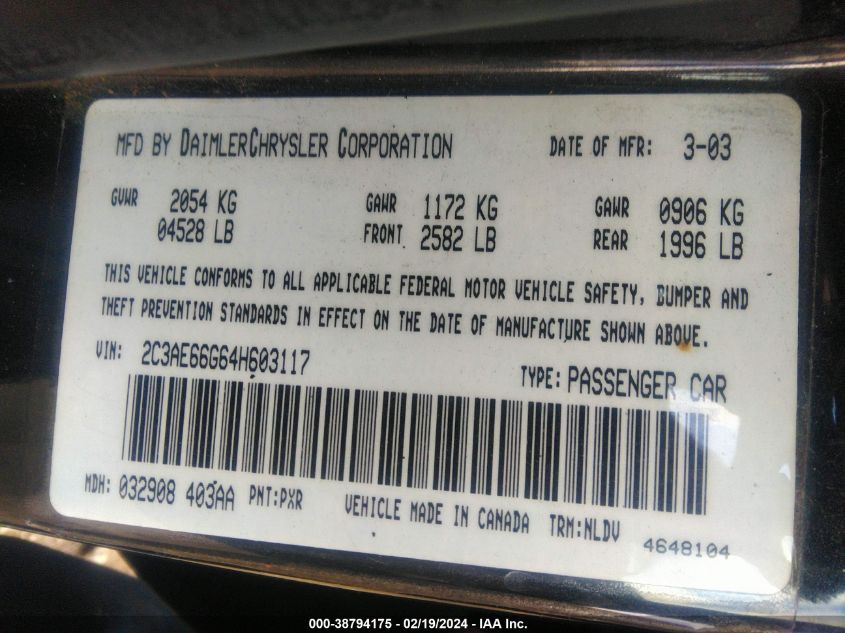 MFD BY DAIMLERCHRYSLER CORPORATION DATE OF MFR: 3-03
GVWR 2054 KG GAWR 1172 KG GAWR 0906 KG
04528 LB FRONT 2582 LB REAR 1996 LB
THIS VEHICLE CONFORMS TO ALL APPLICABLE FEDERAL MOTOR VEHICLE SAFETY, BUMPER AND
THEFT PREVENTION STANDARDS IN EFFECT ON THE DATE OF MANUFACTURE SHOWN ABOVE.
VIN: 2C3AE66G64H603117 TYPE: PASSENGER CAR
MDH: 032908 403AA PNT:PXR VEHICLE MADE IN CANADA TRM:NLDV 4648104
000-38794175 - 02/19/2024 - IAA Inc.